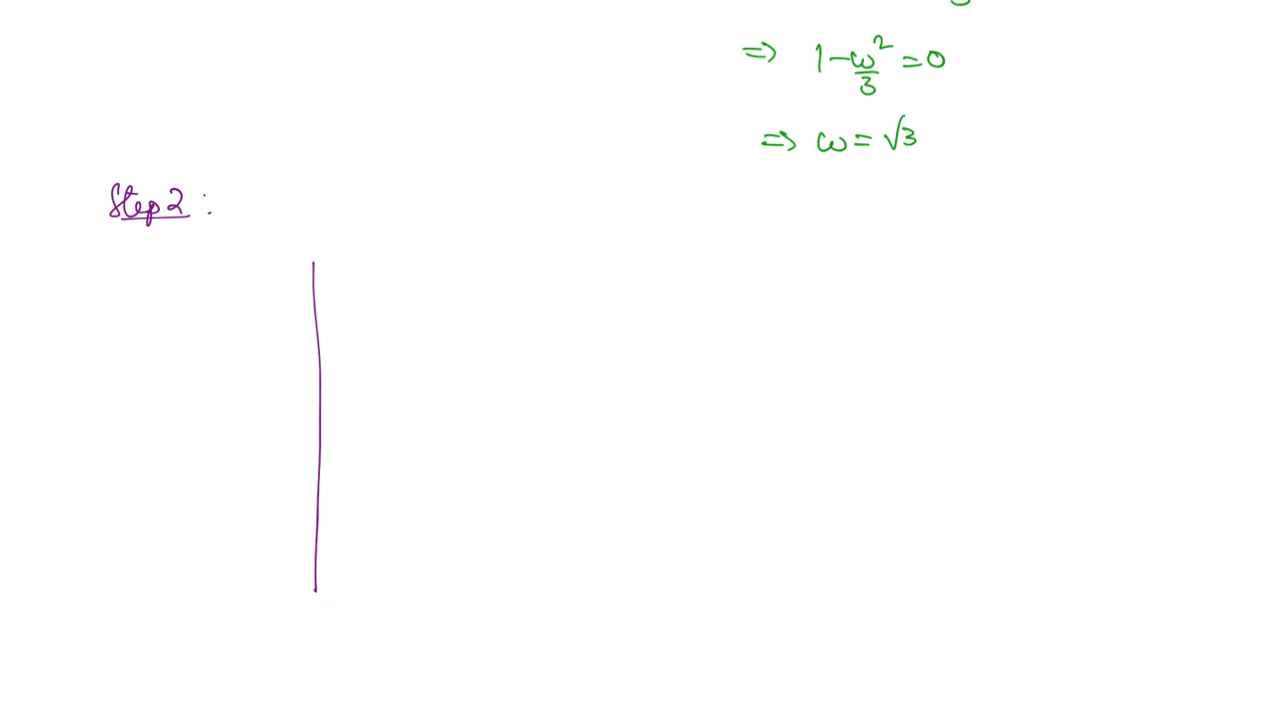 ⇒ 1 - ω²/3 = 0
⇒ ω = √3
Step 2 :